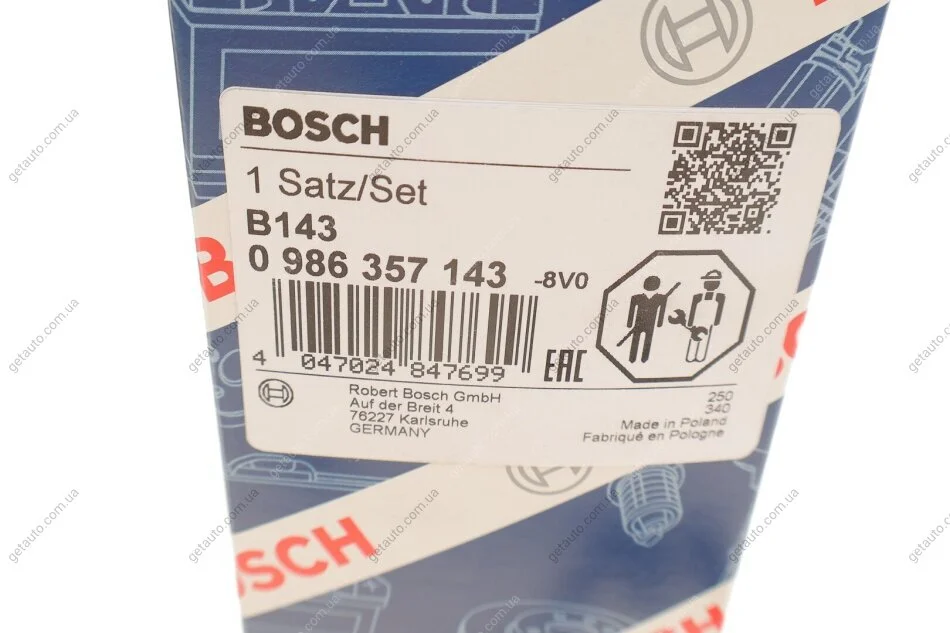 BOSCH
1 Satz/Set
B143
0 986 357 143 -8V0
4 047024 847699
EAC
Robert Bosch GmbH
Auf der Breit 4
76227 Karlsruhe
GERMANY
250
340
Made in Poland
Fabriqué en Pologne
BOSCH
getauto.com.ua